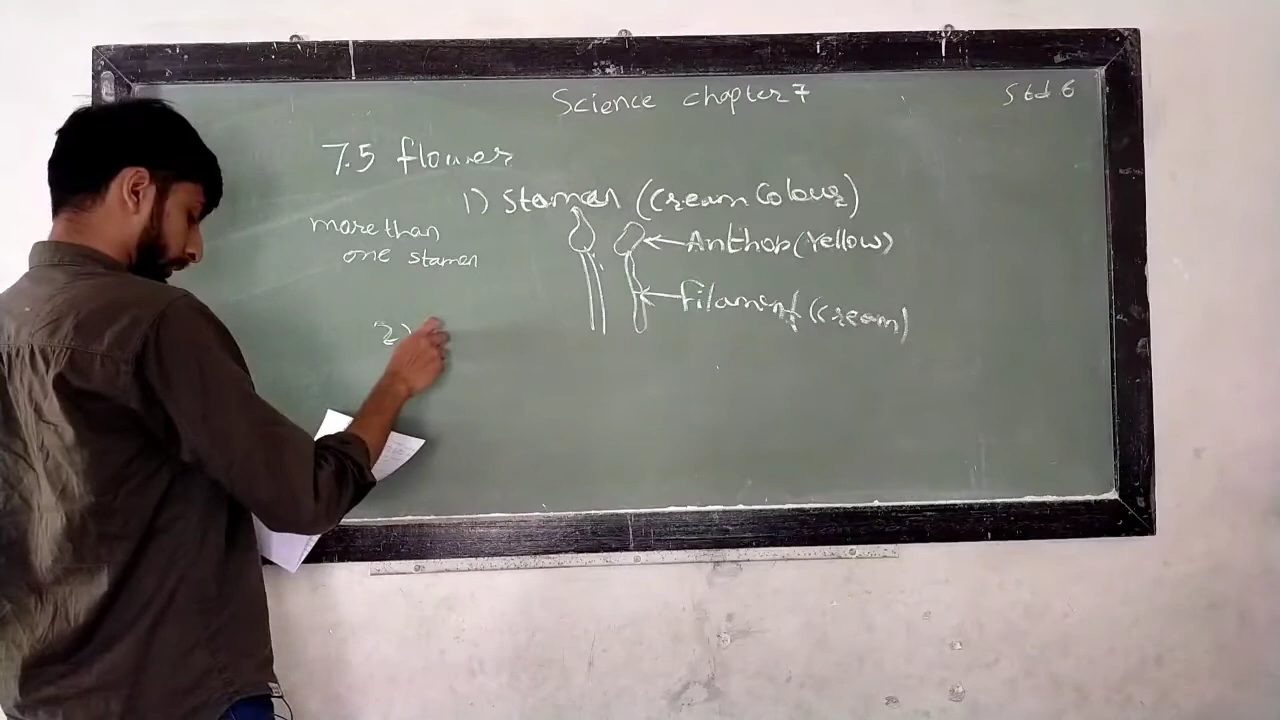 Science chapter 7
Std 6
7.5 flower
1) Stamen (Cream Colour)
more than
one stamen
Anthor (Yellow)
Filament (cream)
2)